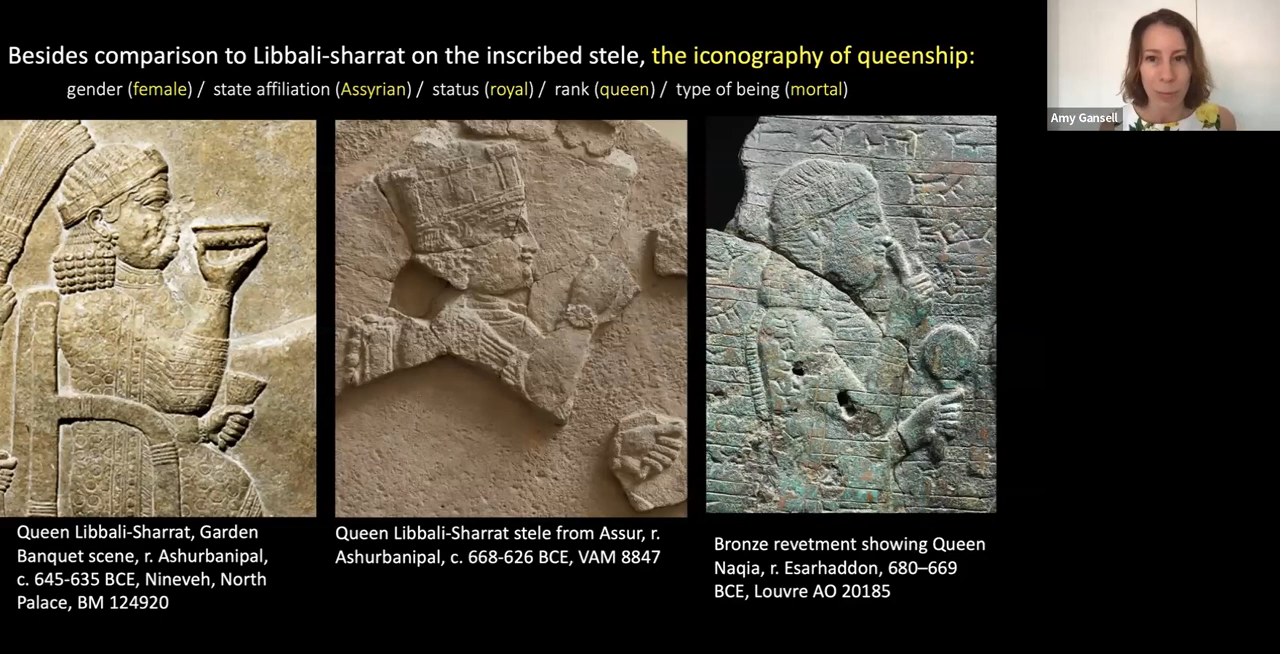 Besides comparison to Libbali-sharrat on the inscribed stele, the iconography of queenship:
gender (female) / state affiliation (Assyrian) / status (royal) / rank (queen) / type of being (mortal)
Amy Gansell
Queen Libbali-Sharrat, Garden
Banquet scene, r. Ashurbanipal,
c. 645-635 BCE, Nineveh, North
Palace, BM 124920
Queen Libbali-Sharrat stele from Assur, r.
Ashurbanipal, c. 668-626 BCE, VAM 8847
Bronze revetment showing Queen
Naqia, r. Esarhaddon, 680–669
BCE, Louvre AO 20185